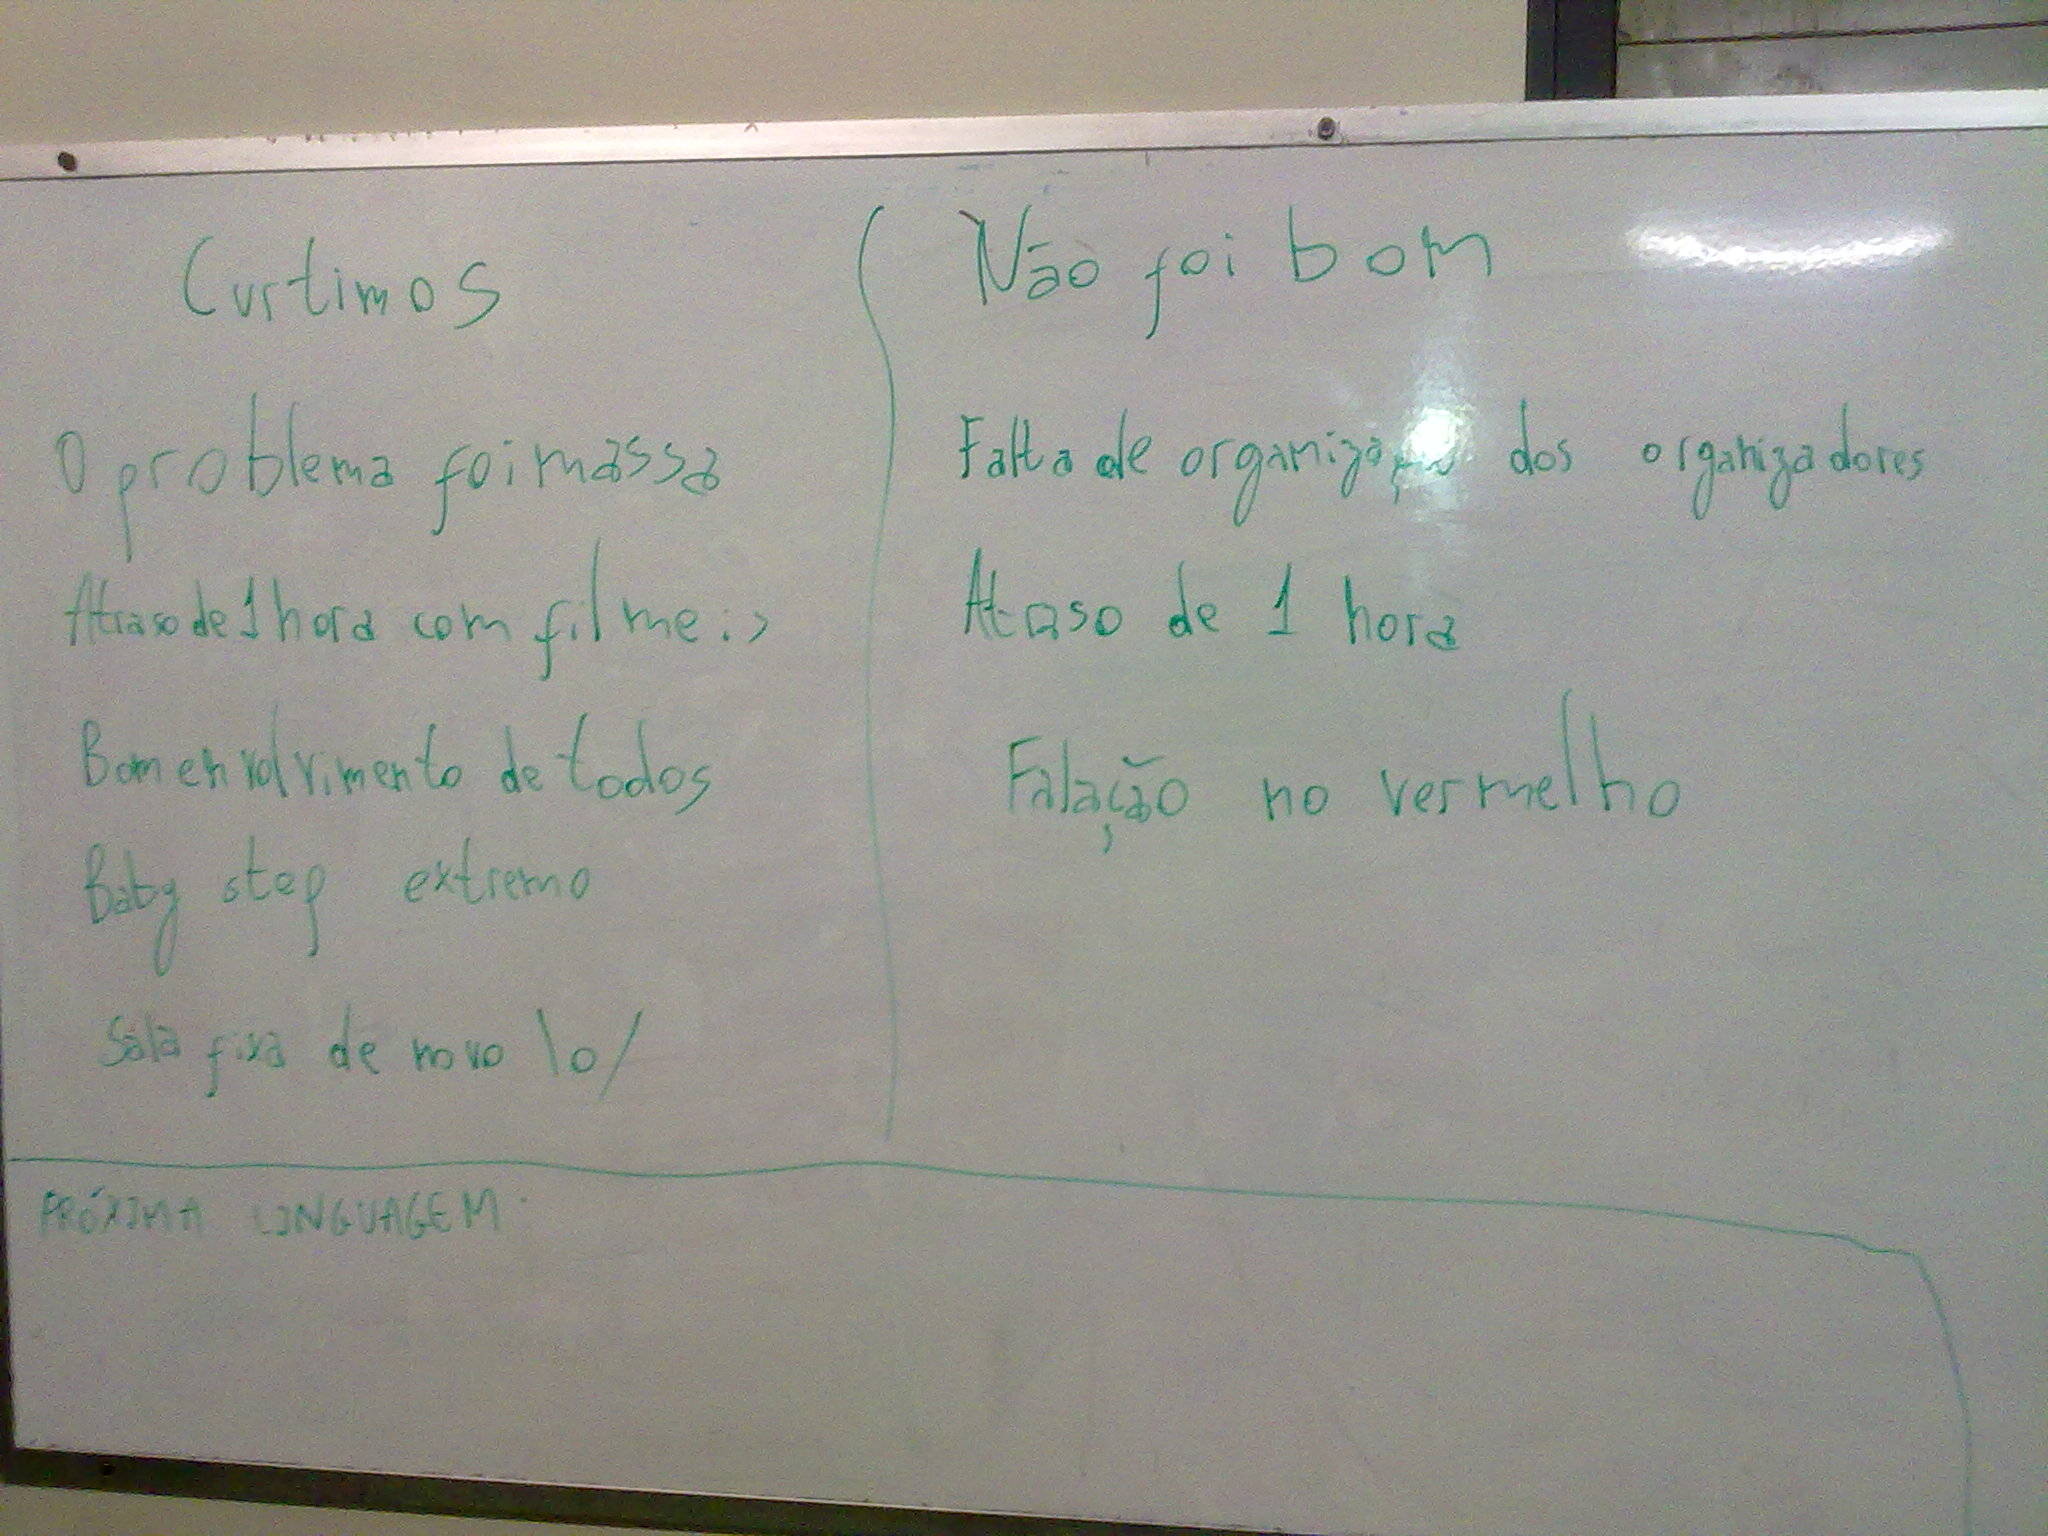 Curtimos
O problema foi massa
Atraso de 1 hora com filme :>
Bom envolvimento de todos
Baby step extremo
Sala fixa de novo \o/
Não foi bom
Falta de organização dos organizadores
Atraso de 1 hora
Falação no vermelho
PRÓXIMA LINGUAGEM: